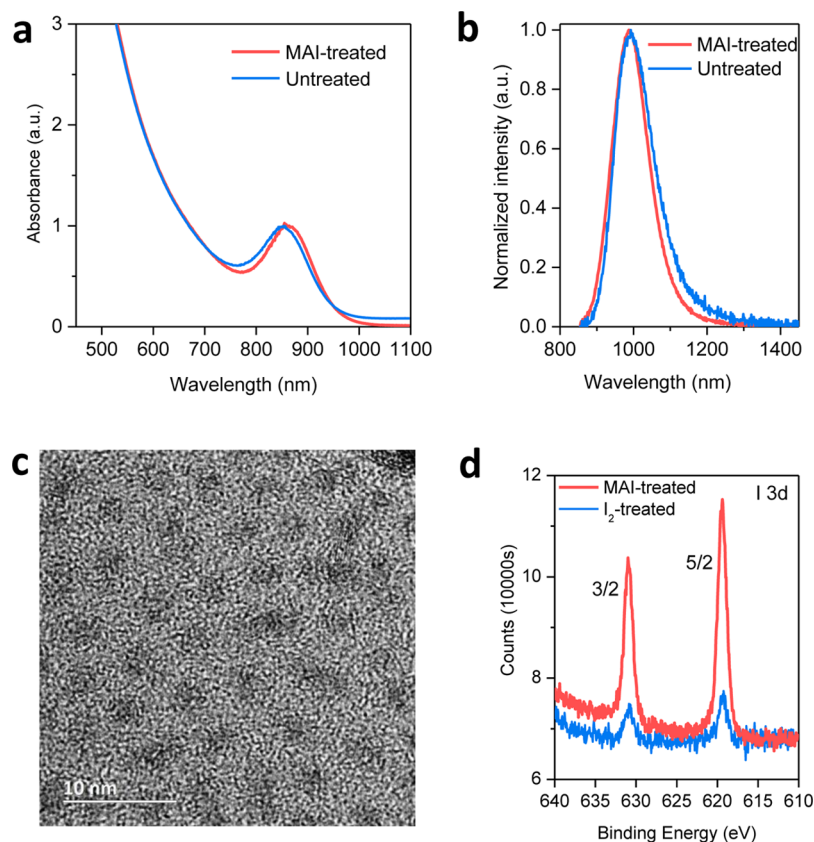 a
3
2
1
0
Absorbance (a.u.)
MAI-treated
Untreated
500 600 700 800 900 1000 1100
Wavelength (nm)
b
1.0
0.8
0.6
0.4
0.2
0.0
Normalized intensity (a.u.)
MAI-treated
Untreated
800 1000 1200 1400
Wavelength (nm)
c
10 nm
d
12
10
8
6
Counts (10000s)
MAI-treated
I₂-treated
I 3d
3/2
5/2
640 635 630 625 620 615 610
Binding Energy (eV)